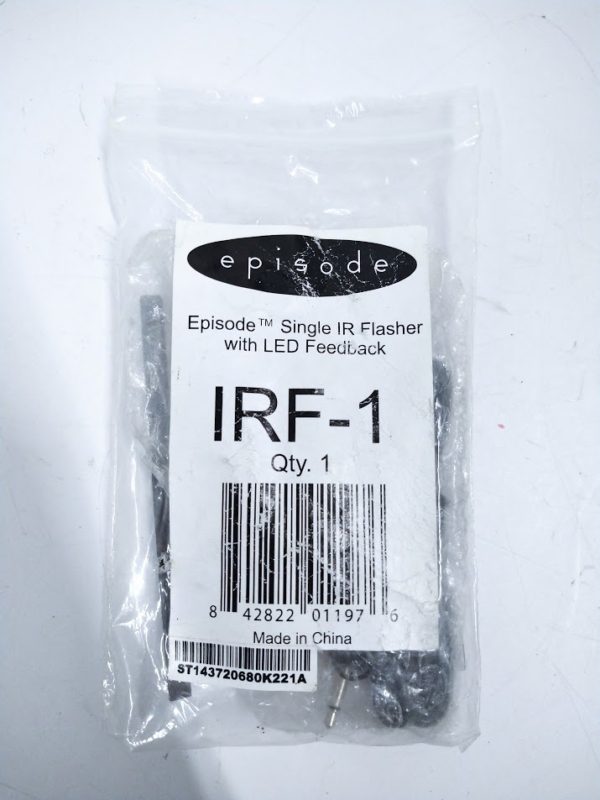 episode
Episode™ Single IR Flasher
with LED Feedback
IRF-1
Qty. 1
8 42822 01197 6
Made in China
ST143720680K221A